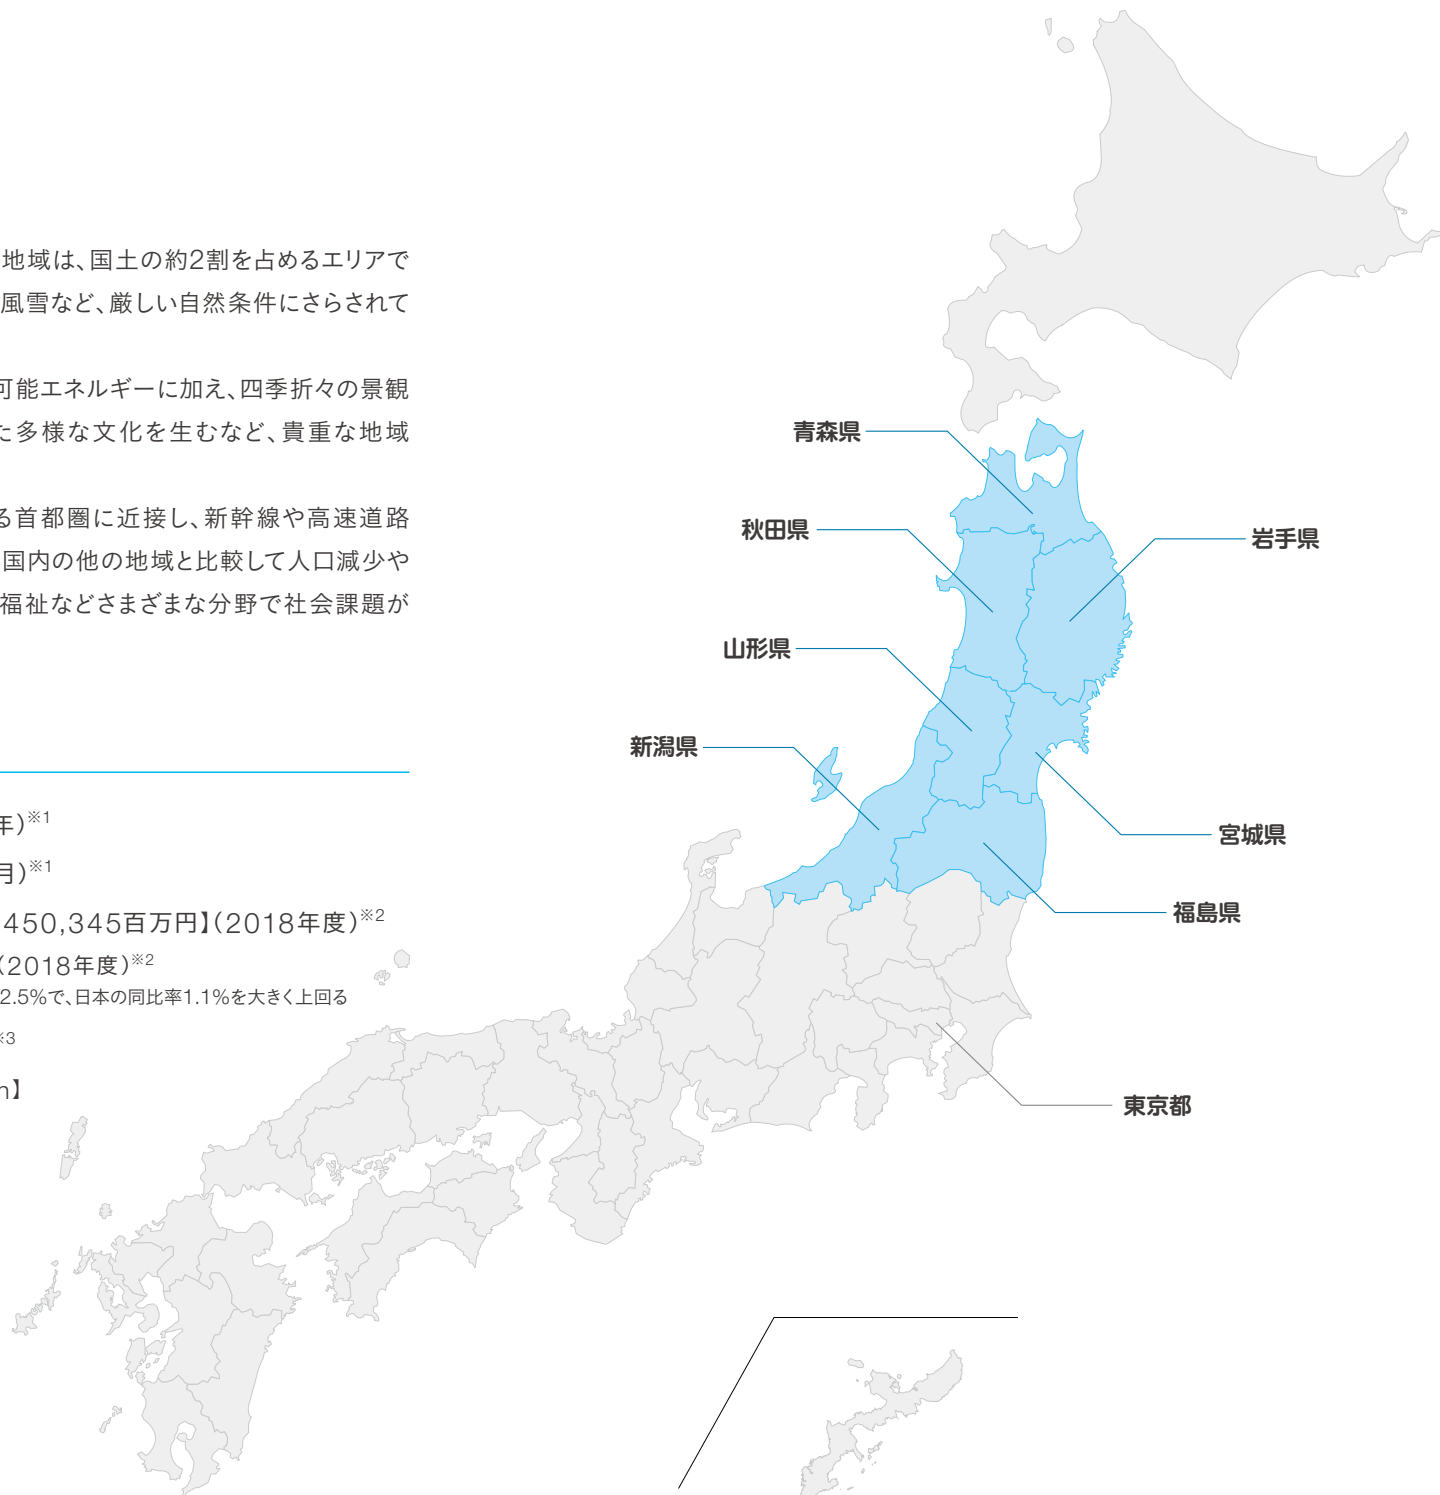 地域は、国土の約2割を占めるエリアで
風雪など、厳しい自然条件にさらされて
可能エネルギーに加え、四季折々の景観
た多様な文化を生むなど、貴重な地域
る首都圏に近接し、新幹線や高速道路
国内の他の地域と比較して人口減少や
福祉などさまざまな分野で社会課題が
年)※1
月)※1
450,345百万円】(2018年度)※2
(2018年度)※2
2.5%で、日本の同比率1.1%を大きく上回る
※3
】
青森県
秋田県
岩手県
山形県
新潟県
宮城県
福島県
東京都